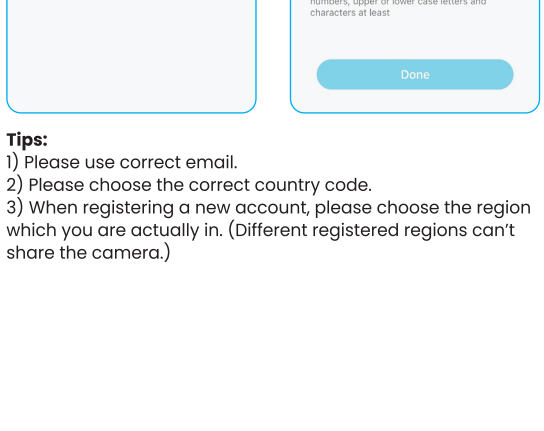 numbers, upper or lower case letters and
characters at least
Done
Tips:
1) Please use correct email.
2) Please choose the correct country code.
3) When registering a new account, please choose the region
which you are actually in. (Different registered regions can’t
share the camera.)